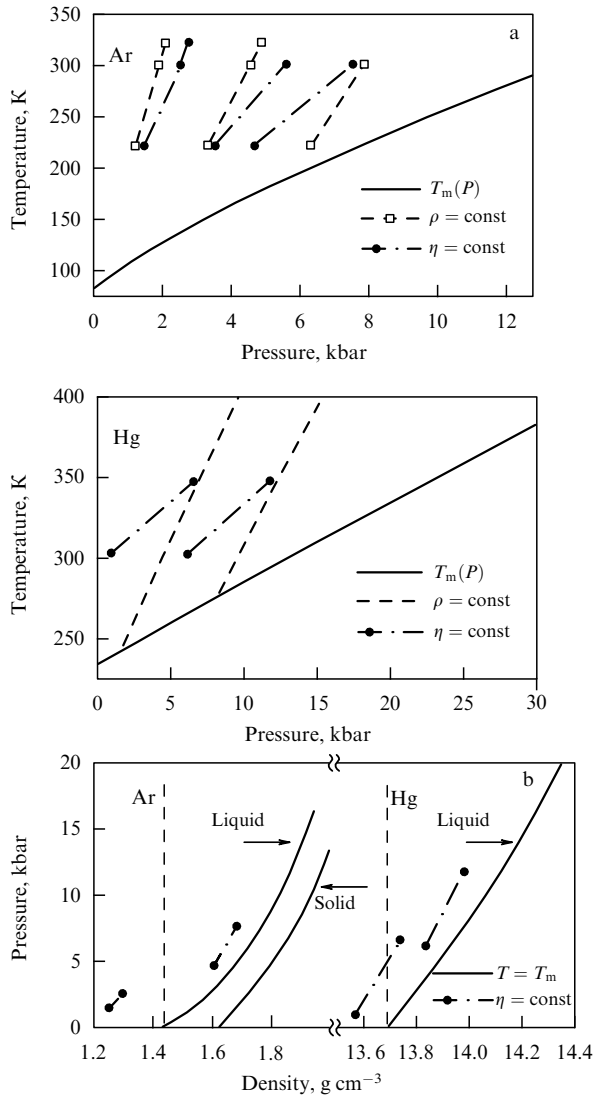 350
300
250
200
150
100
Temperature, K
Ar
a
T_m(P)
ρ = const
η = const
0 2 4 6 8 10 12
Pressure, kbar
400
350
300
250
Temperature, K
Hg
T_m(P)
ρ = const
η = const
0 5 10 15 20 25 30
Pressure, kbar
20
15
10
5
0
Pressure, kbar
Ar
Hg
b
Liquid
Liquid
Solid
T = T_m
η = const
1.2 1.4 1.6 1.8 13.6 13.8 14.0 14.2 14.4
Density, g cm⁻³